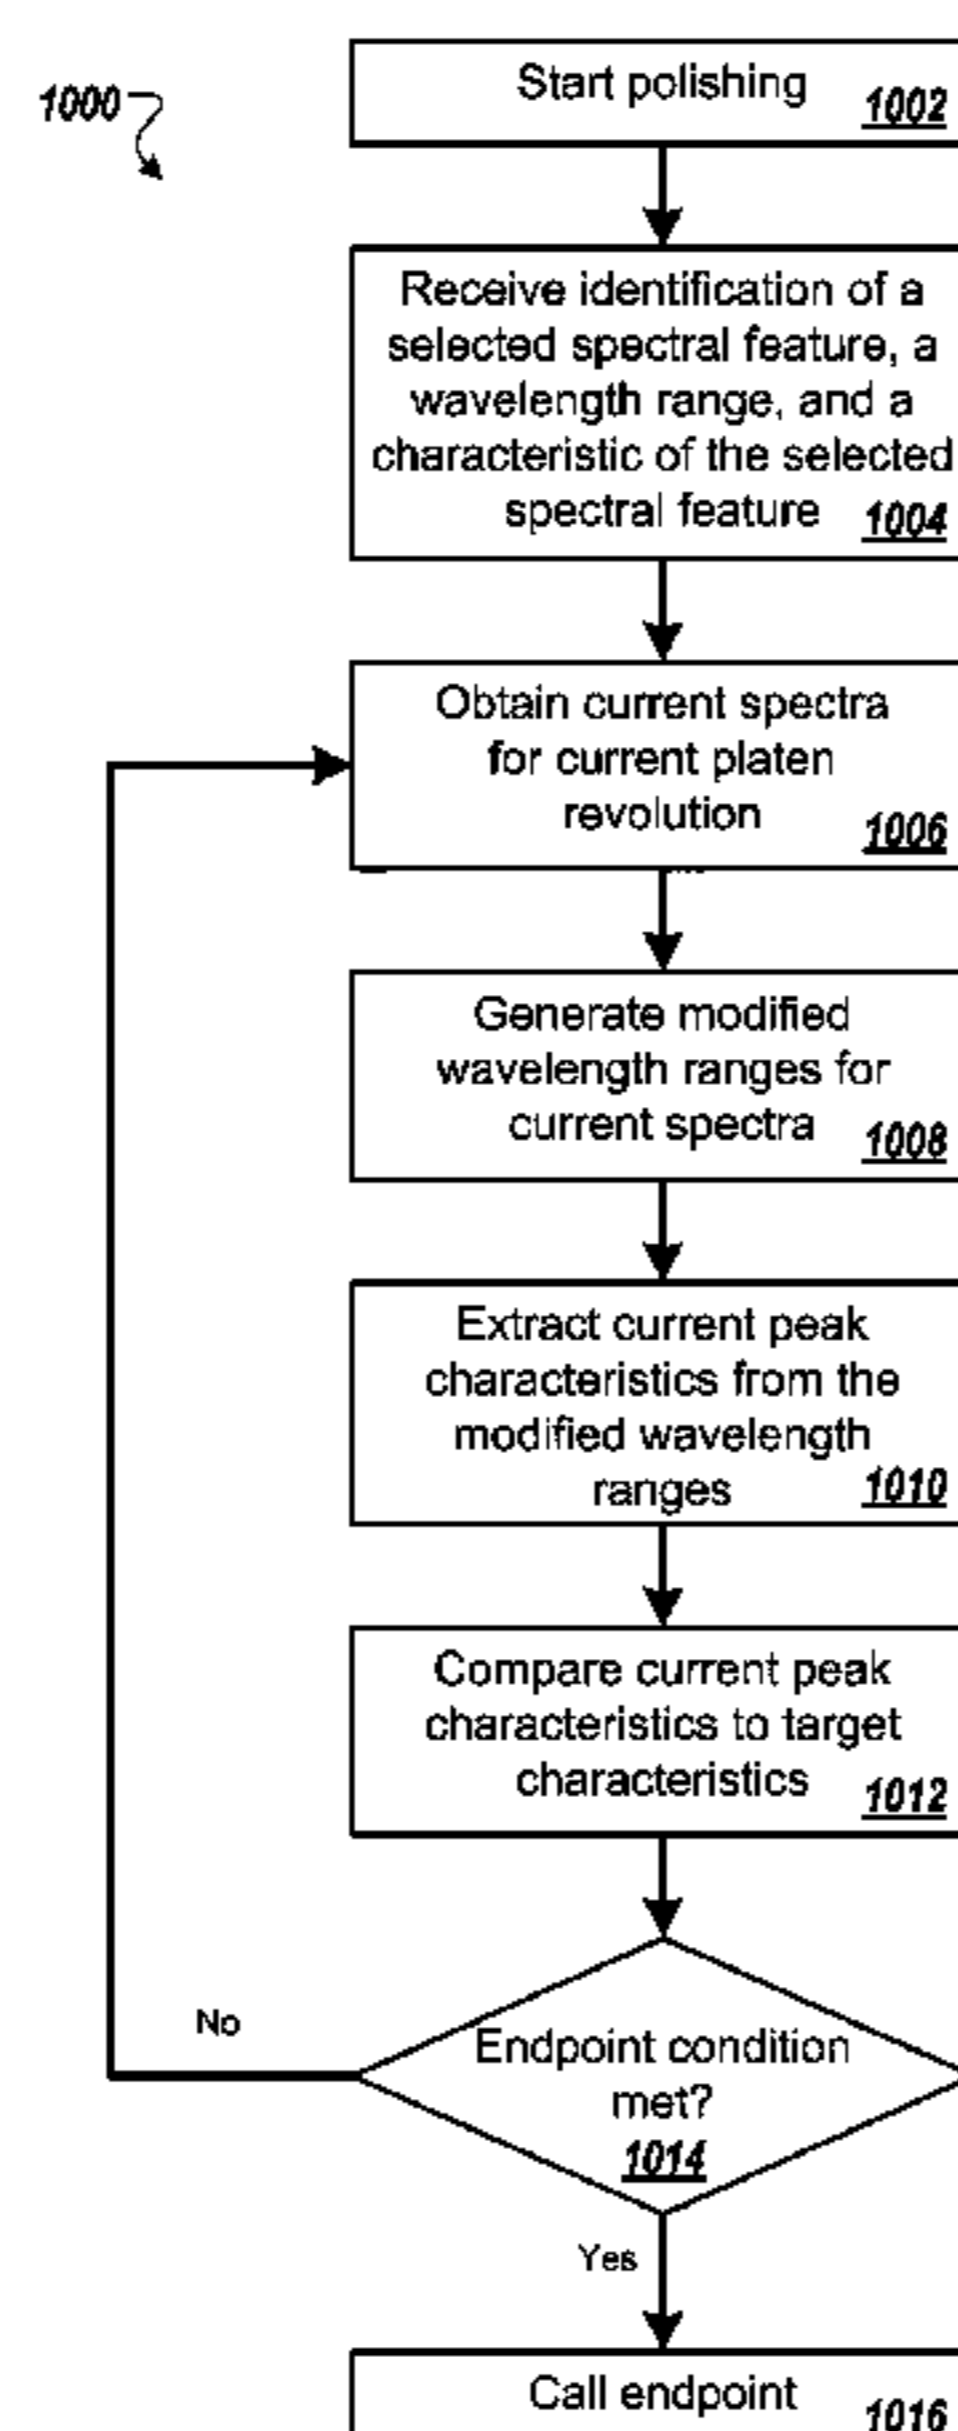 1000
Start polishing
1002
Receive identification of a
selected spectral feature, a
wavelength range, and a
characteristic of the selected
spectral feature 1004
Obtain current spectra
for current platen
revolution
1006
Generate modified
wavelength ranges for
current spectra
1008
Extract current peak
characteristics from the
modified wavelength
ranges
1010
Compare current peak
characteristics to target
characteristics
1012
No
Endpoint condition
met?
1014
Yes
Call endpoint
1016